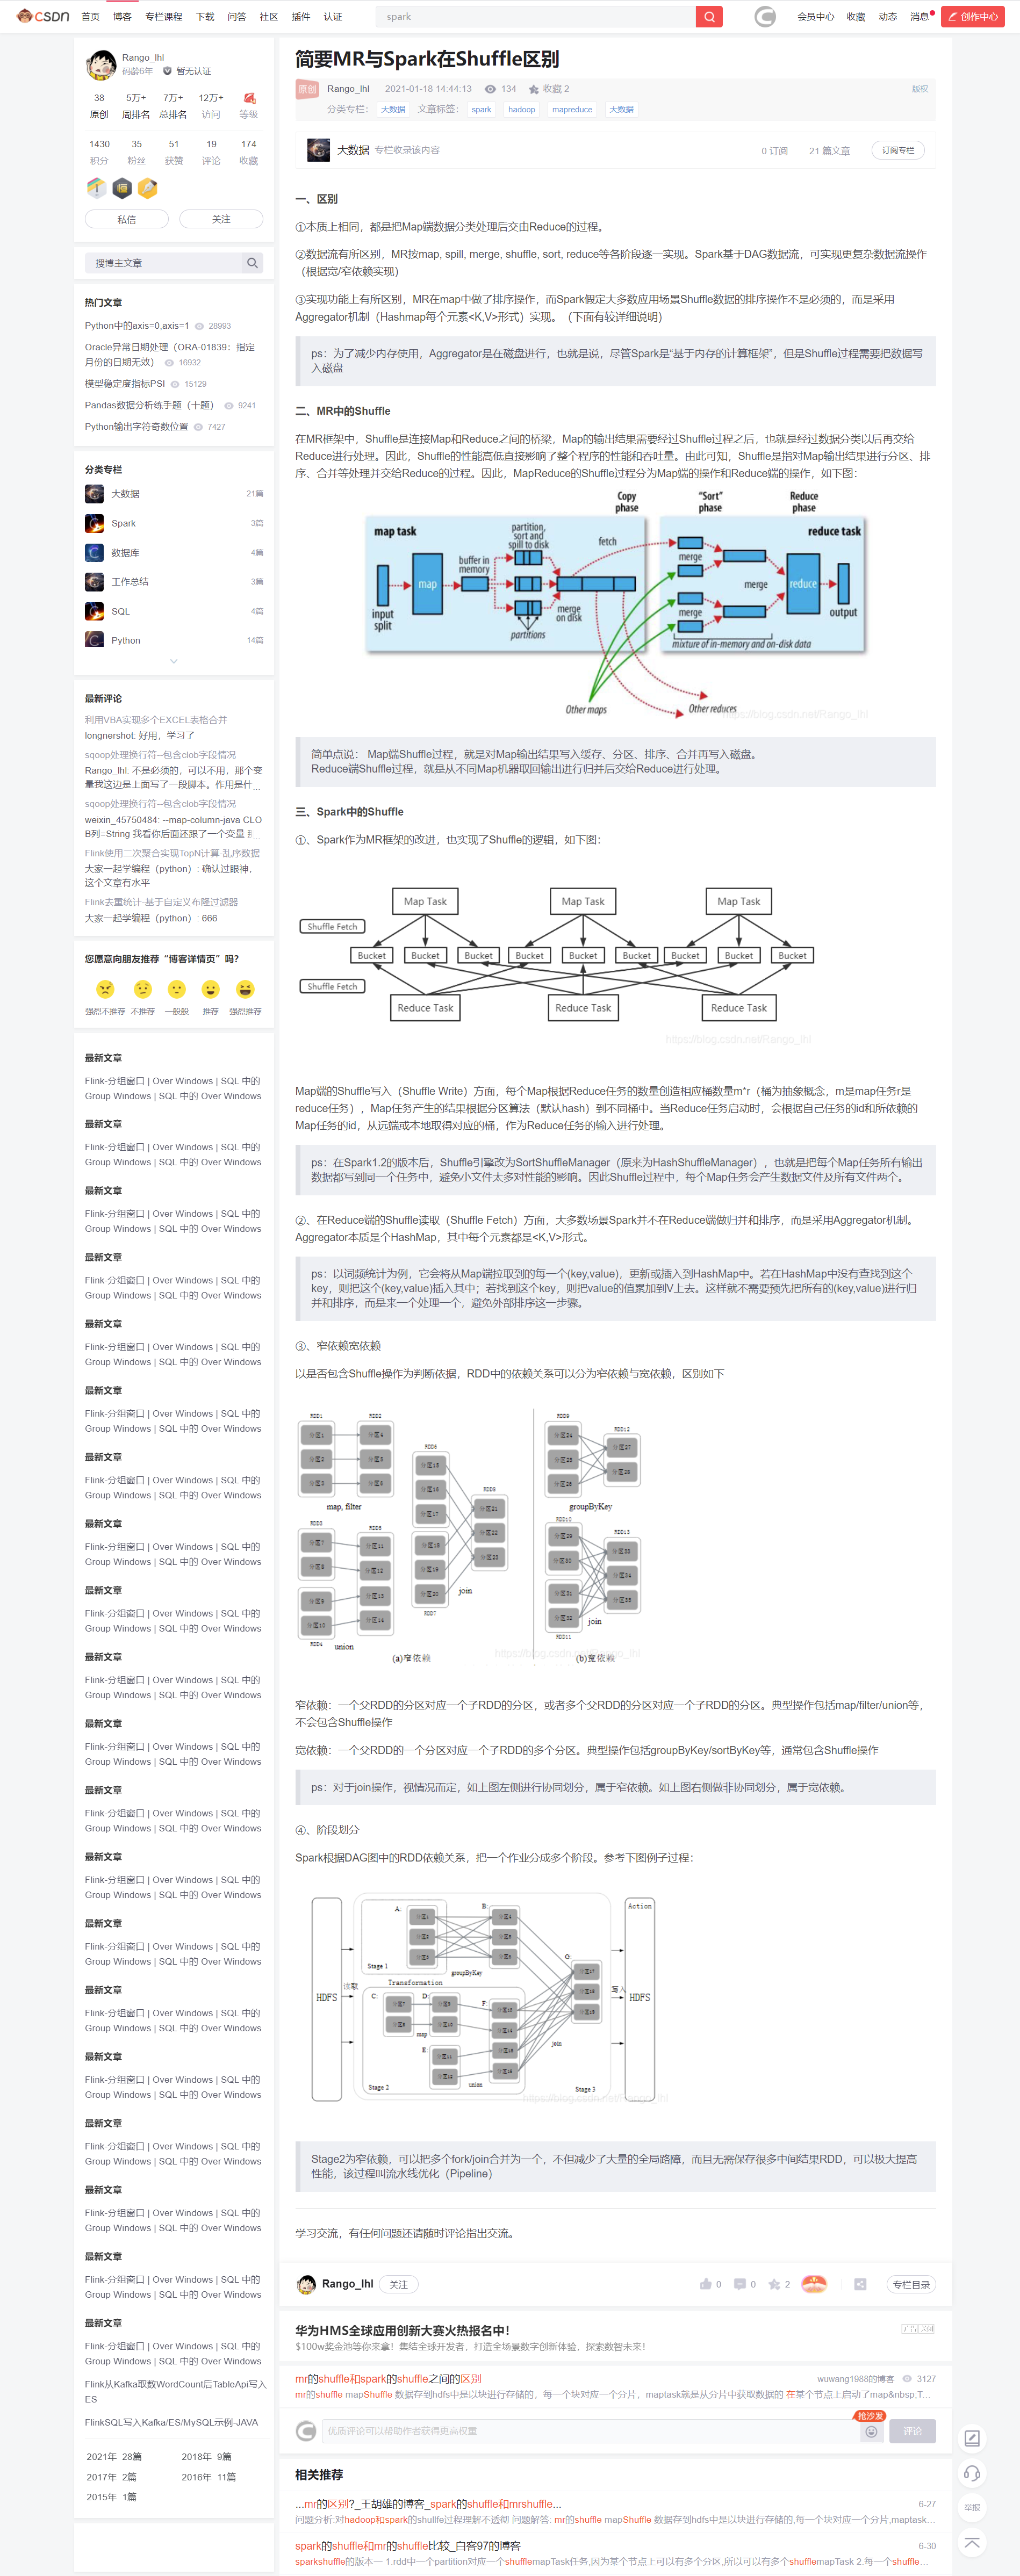 CSDN 首页 博客 专栏课程 下载 问答 社区 插件 认证 spark 会员中心 收藏 动态 消息 创作中心
Rango_lhl
码龄6年 暂无认证
38 5万+ 7万+ 12万+
原创 周排名 总排名 访问 等级
1430 35 51 19 174
积分 粉丝 获赞 评论 收藏
私信 关注
搜博主文章
热门文章
Python中的axis=0,axis=1 28993
Oracle异常日期处理（ORA-01839：指定
月份的日期无效） 16932
模型稳定度指标PSI 15129
Pandas数据分析练手题（十题） 9241
Python输出字符奇数位置 7427
分类专栏
大数据 21篇
Spark 3篇
数据库 4篇
工作总结 3篇
SQL 4篇
Python 14篇
最新评论
利用VBA实现多个EXCEL表格合并
longnershot: 好用，学习了
sqoop处理换行符--包含clob字段情况
Rango_lhl: 不是必须的，可以不用，那个变
量我这边是上面写了一段脚本。作用是什...
sqoop处理换行符--包含clob字段情况
weixin_45750484: --map-column-java CLO
B列=String 我看你后面还跟了一个变量
Flink使用二次聚合实现TopN计算-乱序数据
大家一起学编程（python）: 确认过眼神，
这个文章有水平
Flink去重统计-基于自定义布隆过滤器
大家一起学编程（python）: 666
您愿意向朋友推荐“博客详情页”吗？
强烈不推荐 不推荐 一般般 推荐 强烈推荐
最新文章
Flink-分组窗口 | Over Windows | SQL 中的
Group Windows | SQL 中的 Over Windows
最新文章
Flink-分组窗口 | Over Windows | SQL 中的
Group Windows | SQL 中的 Over Windows
最新文章
Flink-分组窗口 | Over Windows | SQL 中的
Group Windows | SQL 中的 Over Windows
最新文章
Flink-分组窗口 | Over Windows | SQL 中的
Group Windows | SQL 中的 Over Windows
最新文章
Flink-分组窗口 | Over Windows | SQL 中的
Group Windows | SQL 中的 Over Windows
最新文章
Flink-分组窗口 | Over Windows | SQL 中的
Group Windows | SQL 中的 Over Windows
最新文章
Flink-分组窗口 | Over Windows | SQL 中的
Group Windows | SQL 中的 Over Windows
最新文章
Flink-分组窗口 | Over Windows | SQL 中的
Group Windows | SQL 中的 Over Windows
最新文章
Flink-分组窗口 | Over Windows | SQL 中的
Group Windows | SQL 中的 Over Windows
最新文章
Flink-分组窗口 | Over Windows | SQL 中的
Group Windows | SQL 中的 Over Windows
最新文章
Flink-分组窗口 | Over Windows | SQL 中的
Group Windows | SQL 中的 Over Windows
最新文章
Flink-分组窗口 | Over Windows | SQL 中的
Group Windows | SQL 中的 Over Windows
最新文章
Flink-分组窗口 | Over Windows | SQL 中的
Group Windows | SQL 中的 Over Windows
最新文章
Flink-分组窗口 | Over Windows | SQL 中的
Group Windows | SQL 中的 Over Windows
最新文章
Flink-分组窗口 | Over Windows | SQL 中的
Group Windows | SQL 中的 Over Windows
最新文章
Flink-分组窗口 | Over Windows | SQL 中的
Group Windows | SQL 中的 Over Windows
最新文章
Flink-分组窗口 | Over Windows | SQL 中的
Group Windows | SQL 中的 Over Windows
最新文章
Flink-分组窗口 | Over Windows | SQL 中的
Group Windows | SQL 中的 Over Windows
最新文章
Flink-分组窗口 | Over Windows | SQL 中的
Group Windows | SQL 中的 Over Windows
最新文章
Flink-分组窗口 | Over Windows | SQL 中的
Group Windows | SQL 中的 Over Windows
Flink从Kafka取数WordCount后TableApi写入
ES
FlinkSQL写入Kafka/ES/MySQL示例-JAVA
2021年 28篇 2018年 9篇
2017年 2篇 2016年 11篇
2015年 1篇
简要MR与Spark在Shuffle区别
原创 Rango_lhl 2021-01-18 14:44:13 134 收藏 2 版权
分类专栏： 大数据 文章标签： spark hadoop mapreduce 大数据
大数据 专栏收录该内容 0 订阅 21 篇文章 订阅专栏
一、区别
①本质上相同，都是把Map端数据分类处理后交由Reduce的过程。
②数据流有所区别，MR按map, spill, merge, shuffle, sort, reduce等各阶段逐一实现。Spark基于DAG数据流，可实现更复杂数据流操作
（根据宽/窄依赖实现）
③实现功能上有所区别，MR在map中做了排序操作，而Spark假定大多数应用场景Shuffle数据的排序操作不是必须的，而是采用
Aggregator机制（Hashmap每个元素<K,V>形式）实现。（下面有较详细说明）
ps：为了减少内存使用，Aggregator是在磁盘进行，也就是说，尽管Spark是“基于内存的计算框架”，但是Shuffle过程需要把数据写
入磁盘
二、MR中的Shuffle
在MR框架中，Shuffle是连接Map和Reduce之间的桥梁，Map的输出结果需要经过Shuffle过程之后，也就是经过数据分类以后再交给
Reduce进行处理。因此，Shuffle的性能高低直接影响了整个程序的性能和吞吐量。由此可知，Shuffle是指对Map输出结果进行分区、排
序、合并等处理并交给Reduce的过程。因此，MapReduce的Shuffle过程分为Map端的操作和Reduce端的操作，如下图：
Copy phase “Sort” phase Reduce phase
map task partition, sort and spill to disk fetch reduce task
buffer in memory
map merge merge reduce
input split merge on disk output
partitions mixture of in-memory and on-disk data
Other maps Other reduces
https://blog.csdn.net/Rango_lhl
简单点说： Map端Shuffle过程，就是对Map输出结果写入缓存、分区、排序、合并再写入磁盘。
Reduce端Shuffle过程，就是从不同Map机器取回输出进行归并后交给Reduce进行处理。
三、Spark中的Shuffle
①、Spark作为MR框架的改进，也实现了Shuffle的逻辑，如下图：
Map Task Map Task Map Task
Shuffle Fetch
Bucket Bucket Bucket Bucket Bucket Bucket Bucket Bucket Bucket
Shuffle Fetch
Reduce Task Reduce Task Reduce Task
https://blog.csdn.net/Rango_lhl
Map端的Shuffle写入（Shuffle Write）方面，每个Map根据Reduce任务的数量创造相应桶数量m*r（桶为抽象概念，m是map任务r是
reduce任务），Map任务产生的结果根据分区算法（默认hash）到不同桶中。当Reduce任务启动时，会根据自己任务的id和所依赖的
Map任务的id，从远端或本地取得对应的桶，作为Reduce任务的输入进行处理。
ps：在Spark1.2的版本后，Shuffle引擎改为SortShuffleManager（原来为HashShuffleManager），也就是把每个Map任务所有输出
数据都写到同一个任务中，避免小文件太多对性能的影响。因此Shuffle过程中，每个Map任务会产生数据文件及所有文件两个。
②、在Reduce端的Shuffle读取（Shuffle Fetch）方面，大多数场景Spark并不在Reduce端做归并和排序，而是采用Aggregator机制。
Aggregator本质是个HashMap，其中每个元素都是<K,V>形式。
ps：以词频统计为例，它会将从Map端拉取到的每一个(key,value)，更新或插入到HashMap中。若在HashMap中没有查找到这个
key，则把这个(key,value)插入其中；若找到这个key，则把value的值累加到V上去。这样就不需要预先把所有的(key,value)进行归
并和排序，而是来一个处理一个，避免外部排序这一步骤。
③、窄依赖宽依赖
以是否包含Shuffle操作为判断依据，RDD中的依赖关系可以分为窄依赖与宽依赖，区别如下
map, filter
union
join
(a)窄依赖
groupByKey
join
(b)宽依赖
https://blog.csdn.net/Rango_lhl
窄依赖：一个父RDD的分区对应一个子RDD的分区，或者多个父RDD的分区对应一个子RDD的分区。典型操作包括map/filter/union等，
不会包含Shuffle操作
宽依赖：一个父RDD的一个分区对应一个子RDD的多个分区。典型操作包括groupByKey/sortByKey等，通常包含Shuffle操作
ps：对于join操作，视情况而定，如上图左侧进行协同划分，属于窄依赖。如上图右侧做非协同划分，属于宽依赖。
④、阶段划分
Spark根据DAG图中的RDD依赖关系，把一个作业分成多个阶段。参考下图例子过程：
HDFS 读取 A: B: Stage 1 groupByKey Action
Transformation G: 写入 HDFS
C: D: F: map join
E: Stage 2 union Stage 3
https://blog.csdn.net/Rango_lhl
Stage2为窄依赖，可以把多个fork/join合并为一个，不但减少了大量的全局路障，而且无需保存很多中间结果RDD，可以极大提高
性能，该过程叫流水线优化（Pipeline）
学习交流，有任何问题还请随时评论指出交流。
Rango_lhl 关注 0 0 2 专栏目录
华为HMS全球应用创新大赛火热报名中！
$100w奖金池等你来拿！集结全球开发者，打造全场景数字创新体验，探索数智未来！
mr的shuffle和spark的shuffle之间的区别 wuwang1988的博客 3127
mr的shuffle mapShuffle 数据存到hdfs中是以块进行存储的，每一个块对应一个分片，maptask就是从分片中获取数据的 在某个节点上启动了map&nbsp;T...
抢沙发
优质评论可以帮助作者获得更高权重 评论
相关推荐
...mr的区别?_王胡雄的博客_spark的shuffle和mrshuffle... 6-27
问题分析:对hadoop和spark的shullfe过程理解不透彻 问题解答: mr的shuffle mapShuffle 数据存到hdfs中是以块进行存储的,每一个块对应一个分片,maptask...
spark的shuffle和mr的shuffle比较_白客97的博客 6-30
sparkshuffle的版本一 1.rdd中一个partition对应一个shufflemapTask任务,因为某个节点上可以有多个分区,所以可以有多个shufflemapTask 2.每一个shuffle...
举报